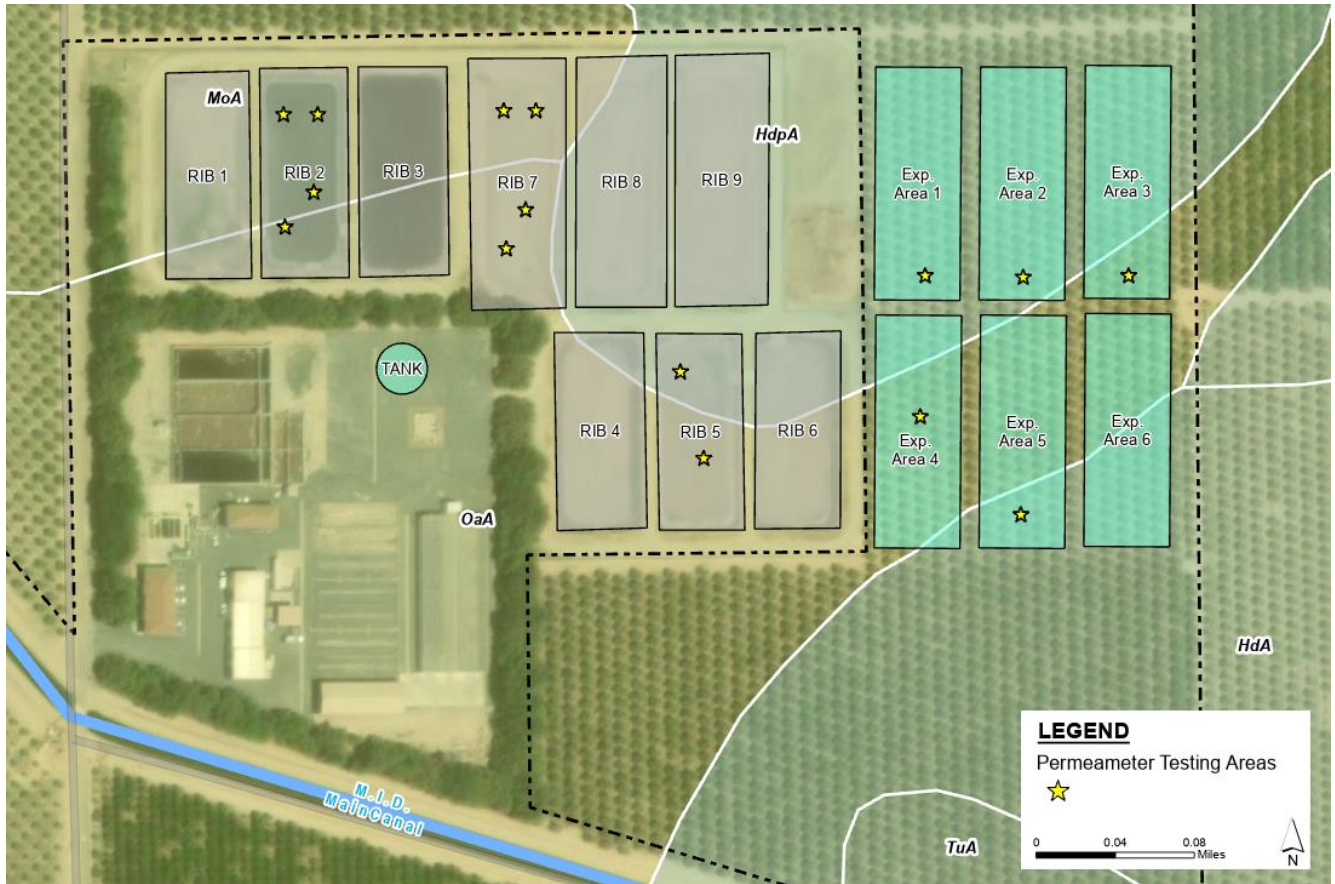 MoA
RIB 1
RIB 2
RIB 3
RIB 7
RIB 8
RIB 9
HdpA
Exp.
Area 1
Exp.
Area 2
Exp.
Area 3
TANK
RIB 4
RIB 5
RIB 6
Exp.
Area 4
Exp.
Area 5
Exp.
Area 6
OaA
HdA
M.I.D.
MainCanal
TuA
LEGEND
Permeameter Testing Areas
0 0.04 0.08
Miles
N